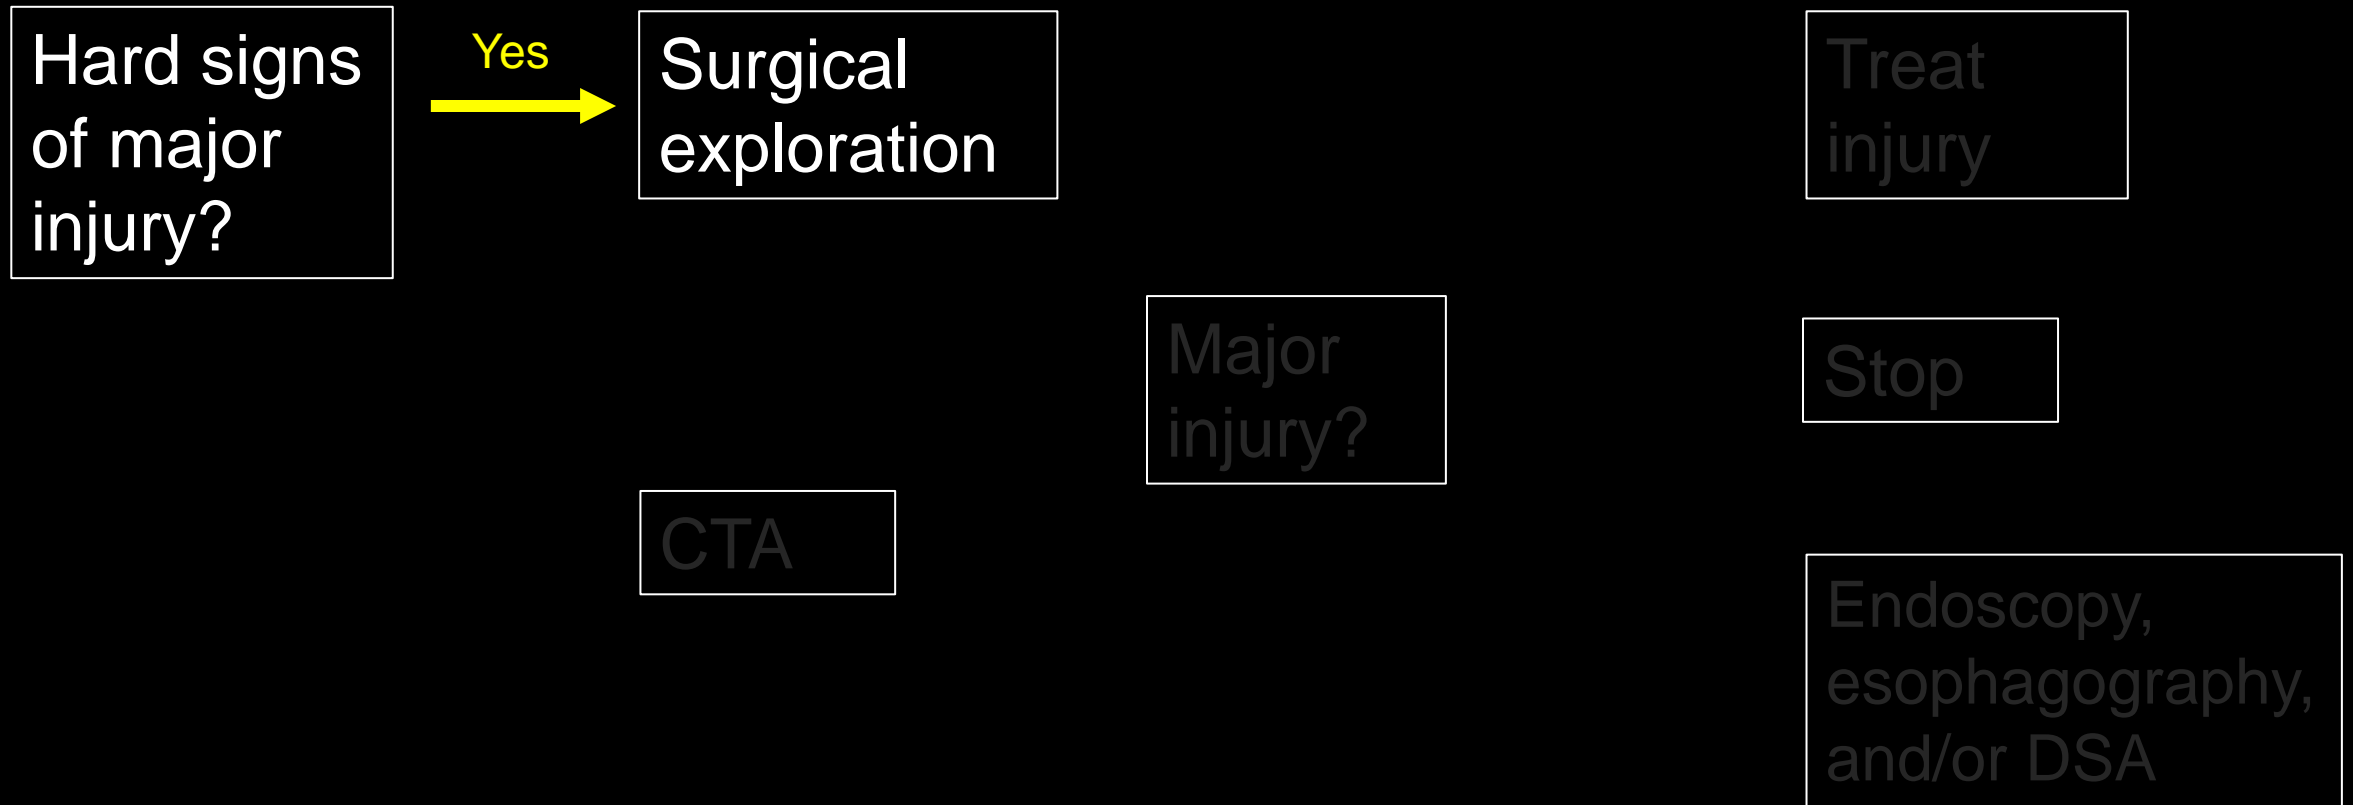 Hard signs
of major
injury?
Yes
Surgical
exploration
Treat
injury
Major
injury?
Stop
CTA
Endoscopy,
esophagography,
and/or DSA